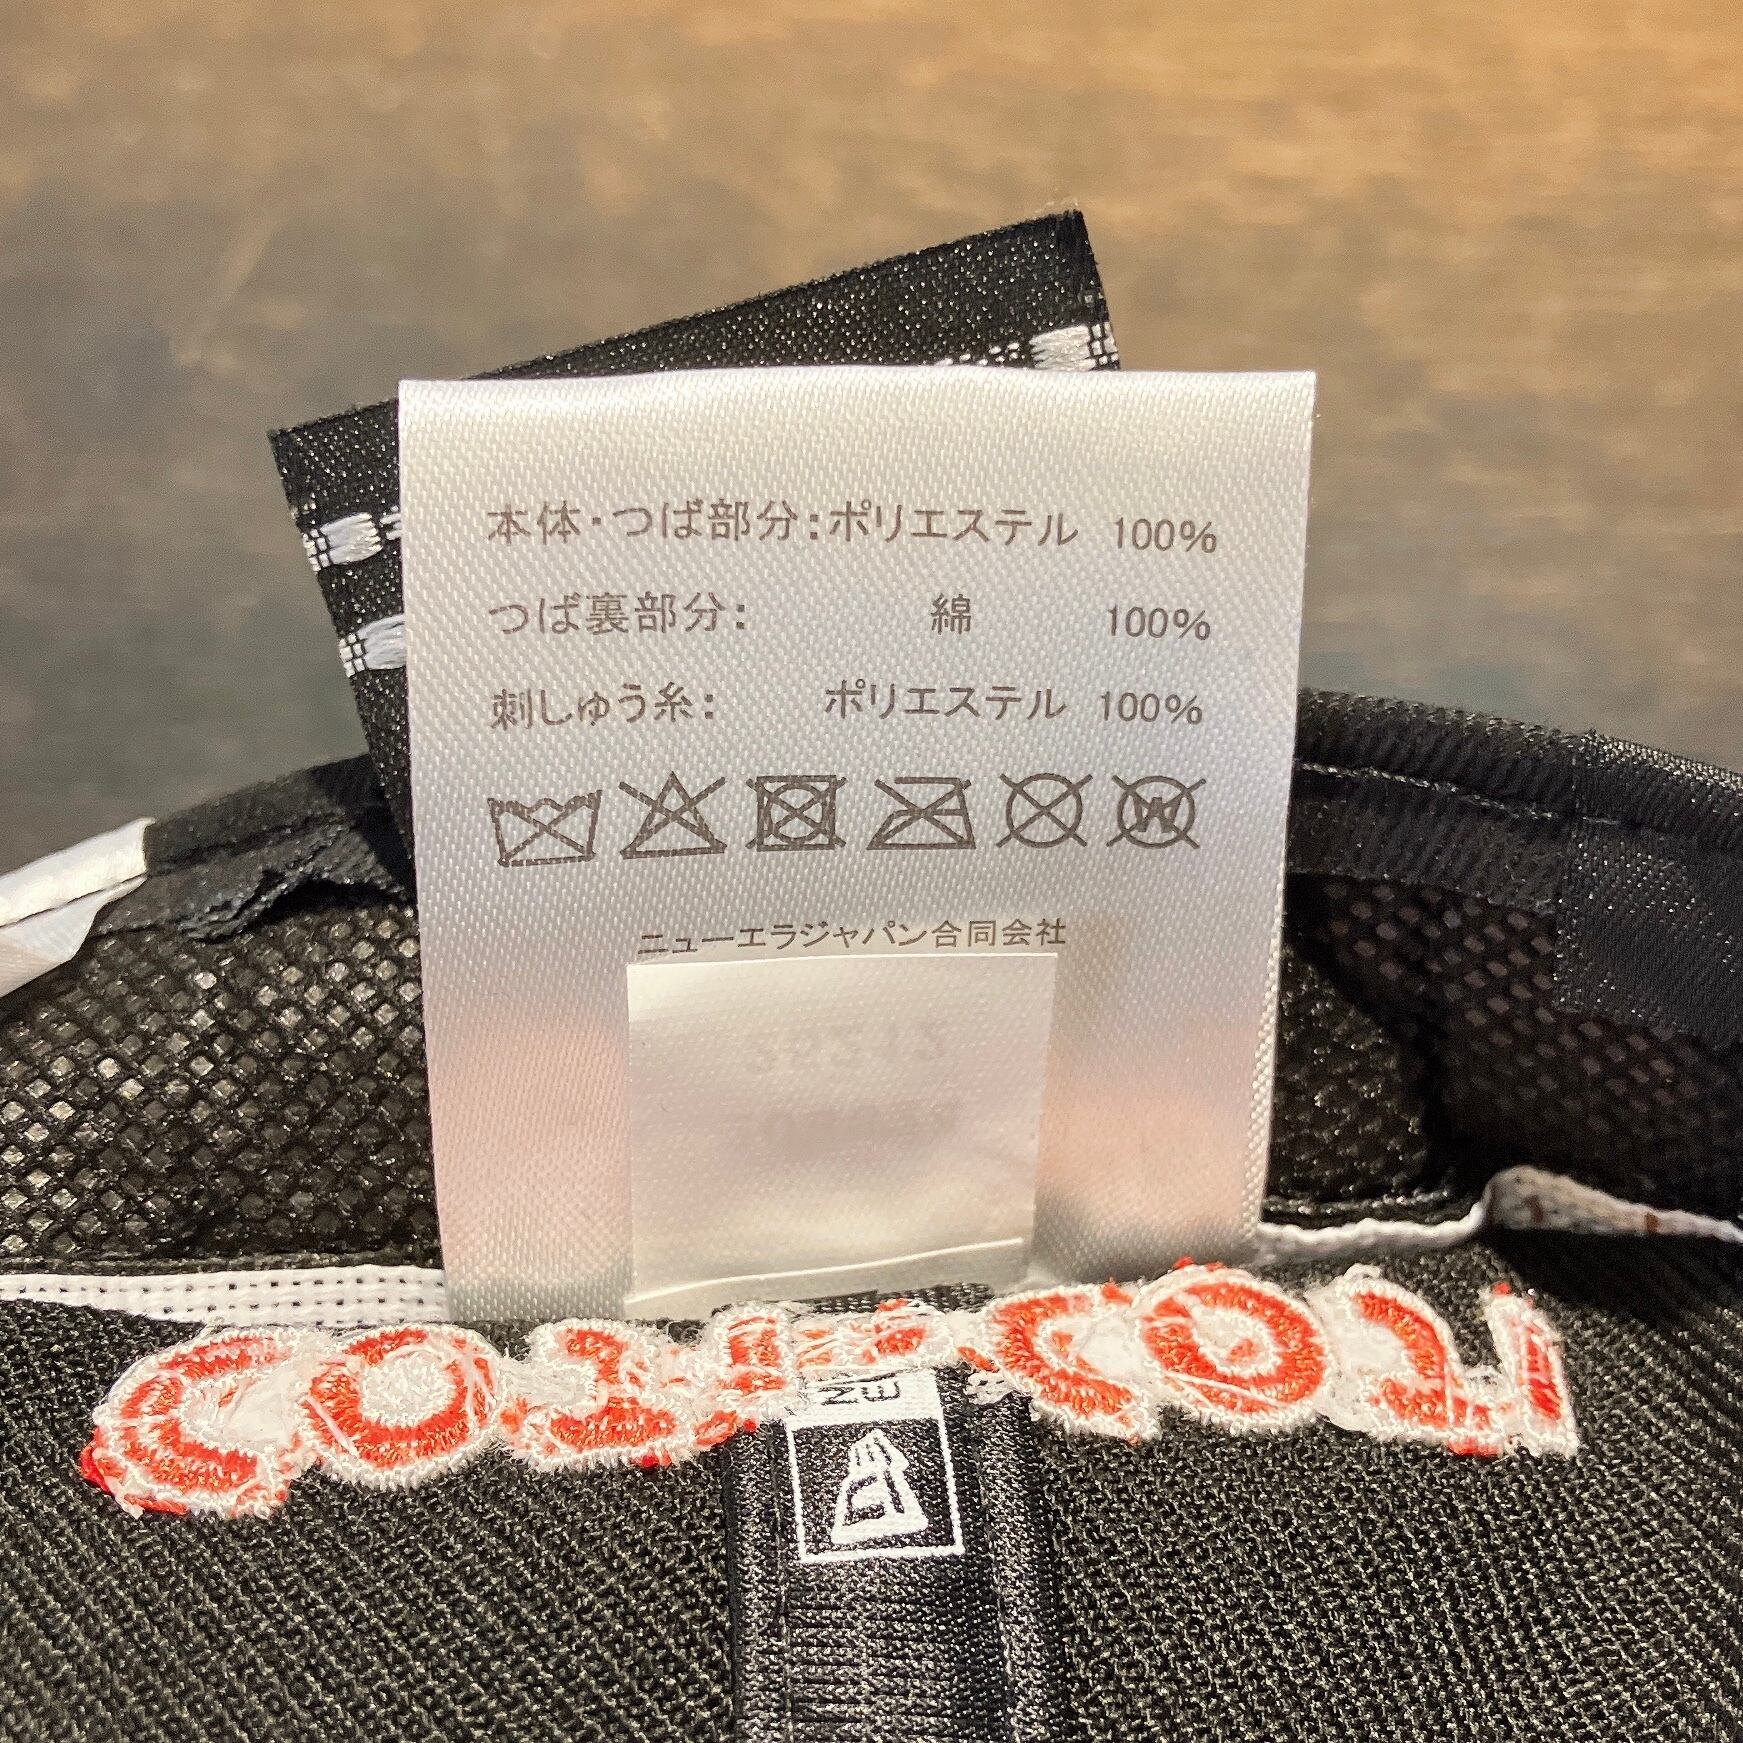 本体・つば部分:ポリエステル 100%
つば裏部分: 綿 100%
刺しゅう糸: ポリエステル 100%
W
ニューエラジャパン合同会社
NE